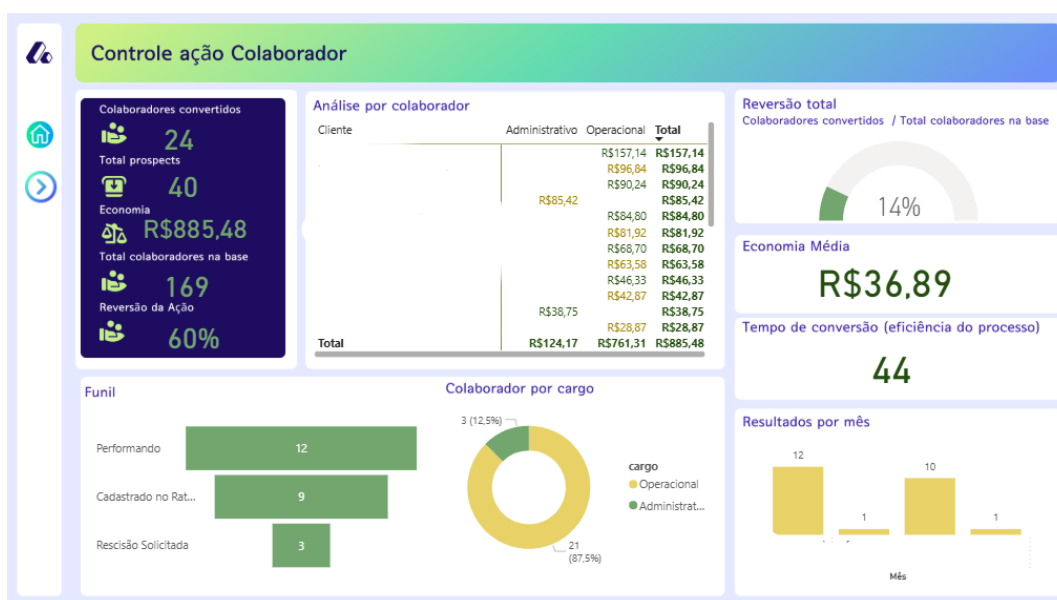 Controle ação Colaborador
Colaboradores convertidos
24
Total prospects
40
Economia
R$885,48
Total colaboradores na base
169
Reversão da Ação
60%
Análise por colaborador
Cliente Administrativo Operacional Total
R$157,14 R$157,14
R$96,84 R$96,84
R$90,24 R$90,24
R$85,42 R$85,42
R$84,80 R$84,80
R$81,92 R$81,92
R$68,70 R$68,70
R$63,58 R$63,58
R$46,33 R$46,33
R$42,87 R$42,87
R$38,75 R$38,75
R$28,87 R$28,87
Total R$124,17 R$761,31 R$885,48
Reversão total
Colaboradores convertidos / Total colaboradores na base
14%
Economia Média
R$36,89
Tempo de conversão (eficiência do processo)
44
Funil
Performando 12
Cadastrado no Rat... 9
Rescisão Solicitada 3
Colaborador por cargo
3 (12,5%)
21
(87,5%)
cargo
Operacional
Administrat...
Resultados por mês
12
1
10
1
Mês